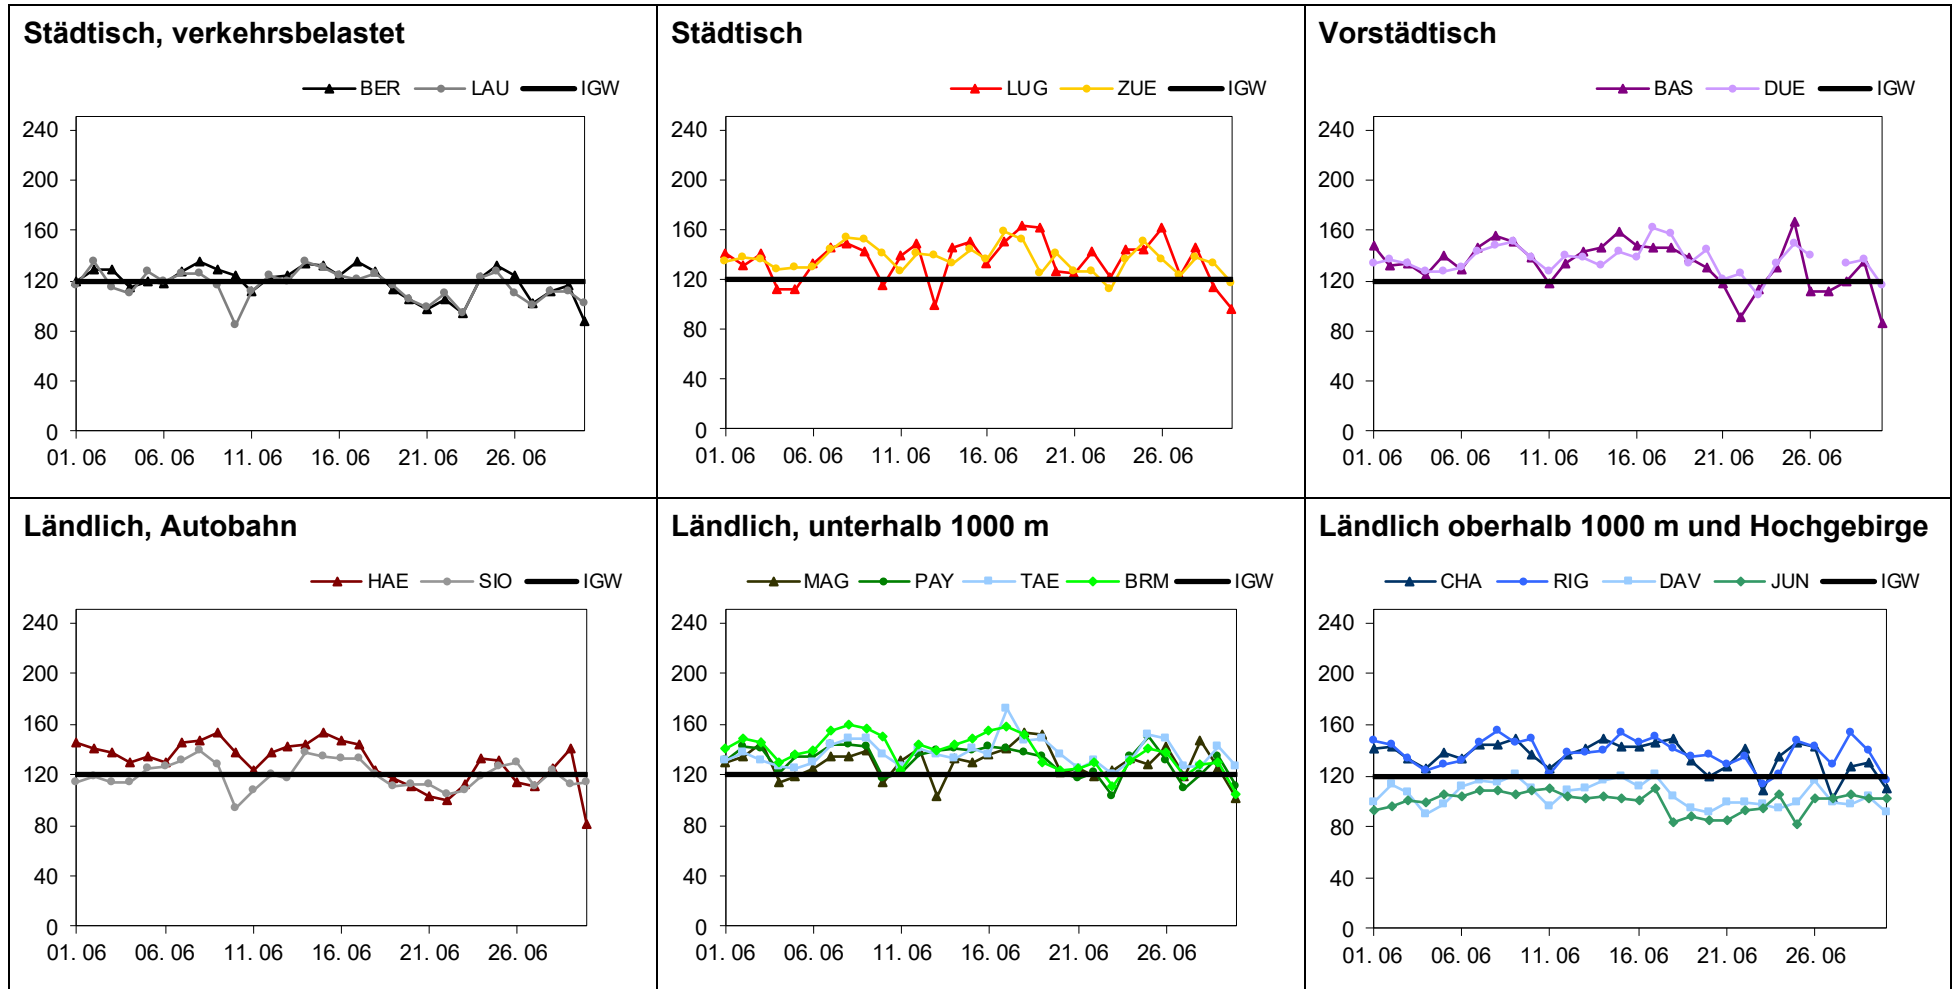 Städtisch, verkehrsbelastet
BER LAU IGW
240
200
160
120
80
40
0
01. 06 06. 06 11. 06 16. 06 21. 06 26. 06
Städtisch
LUG ZUE IGW
240
200
160
120
80
40
0
01. 06 06. 06 11. 06 16. 06 21. 06 26. 06
Vorstädtisch
BAS DUE IGW
240
200
160
120
80
40
0
01. 06 06. 06 11. 06 16. 06 21. 06 26. 06
Ländlich, Autobahn
HAE SIO IGW
240
200
160
120
80
40
0
01. 06 06. 06 11. 06 16. 06 21. 06 26. 06
Ländlich, unterhalb 1000 m
MAG PAY TAE BRM IGW
240
200
160
120
80
40
0
01. 06 06. 06 11. 06 16. 06 21. 06 26. 06
Ländlich oberhalb 1000 m und Hochgebirge
CHA RIG DAV JUN IGW
240
200
160
120
80
40
0
01. 06 06. 06 11. 06 16. 06 21. 06 26. 06